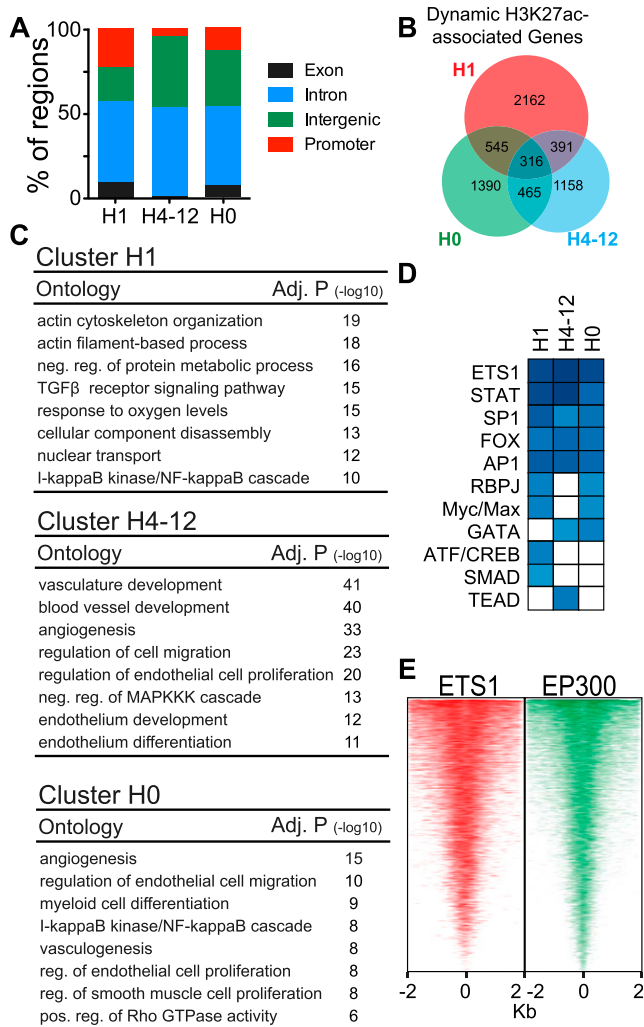 A
% of regions
100
50
0
H1 H4-12 H0
Exon
Intron
Intergenic
Promoter
B
Dynamic H3K27ac-
associated Genes
H1
2162
545
391
316
1390
465
1158
H0
H4-12
C
Cluster H1
Ontology Adj. P (-log10)
actin cytoskeleton organization 19
actin filament-based process 18
neg. reg. of protein metabolic process 16
TGFβ receptor signaling pathway 15
response to oxygen levels 15
cellular component disassembly 13
nuclear transport 12
I-kappaB kinase/NF-kappaB cascade 10
Cluster H4-12
Ontology Adj. P (-log10)
vasculature development 41
blood vessel development 40
angiogenesis 33
regulation of cell migration 23
regulation of endothelial cell proliferation 20
neg. reg. of MAPKKK cascade 13
endothelium development 12
endothelium differentiation 11
Cluster H0
Ontology Adj. P (-log10)
angiogenesis 15
regulation of endothelial cell migration 10
myeloid cell differentiation 9
I-kappaB kinase/NF-kappaB cascade 8
vasculogenesis 8
reg. of endothelial cell proliferation 8
reg. of smooth muscle cell proliferation 8
pos. reg. of Rho GTPase activity 6
D
H1
H4-12
H0
ETS1
STAT
SP1
FOX
AP1
RBPJ
Myc/Max
GATA
ATF/CREB
SMAD
TEAD
E
ETS1 EP300
-2 0 2 -2 0 2
Kb